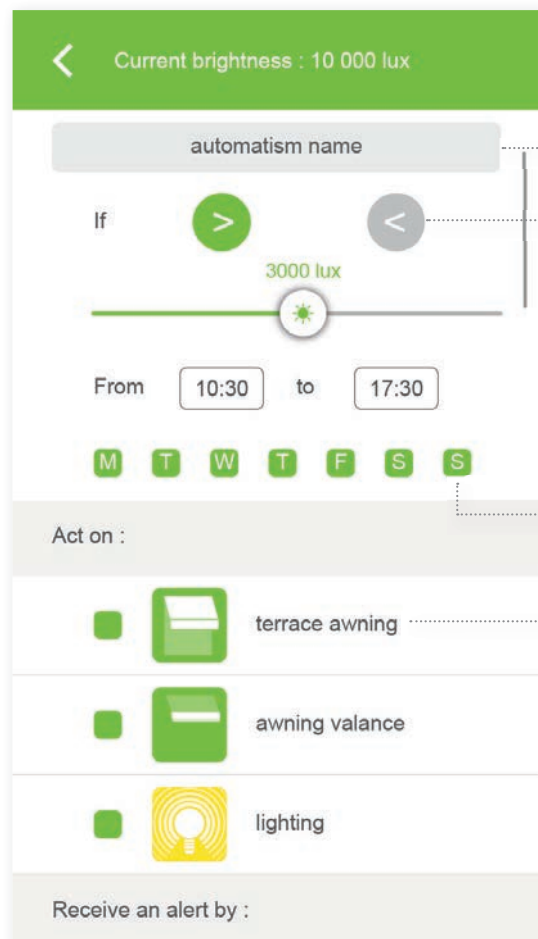 Current brightness : 10 000 lux
automatism name
If > <
3000 lux
From 10:30 to 17:30
M T W T F S S
Act on :
terrace awning
awning valance
lighting
Receive an alert by :